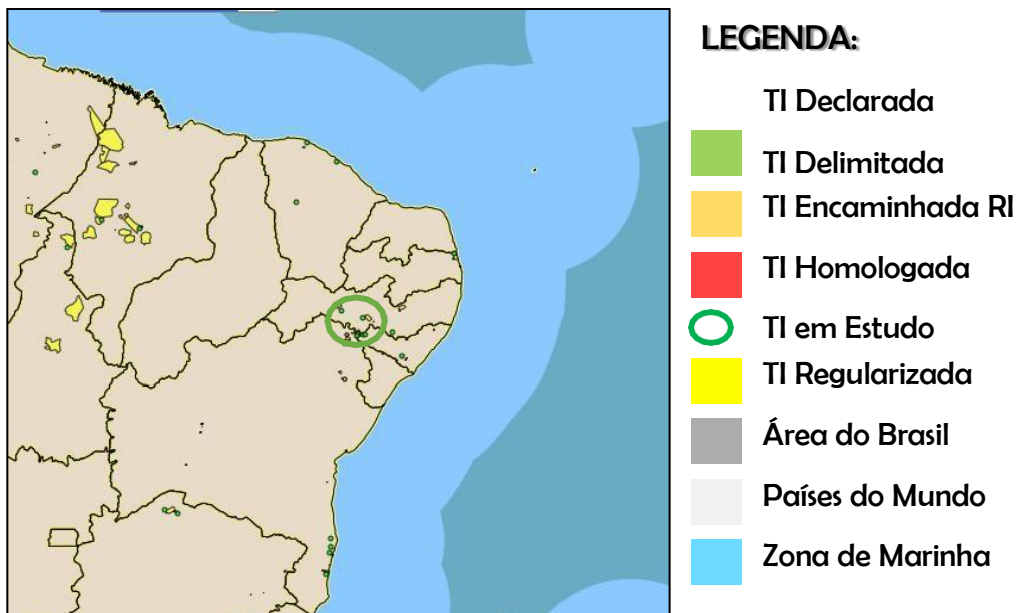 LEGENDA:
TI Declarada
TI Delimitada
TI Encaminhada RI
TI Homologada
TI em Estudo
TI Regularizada
Área do Brasil
Países do Mundo
Zona de Marinha